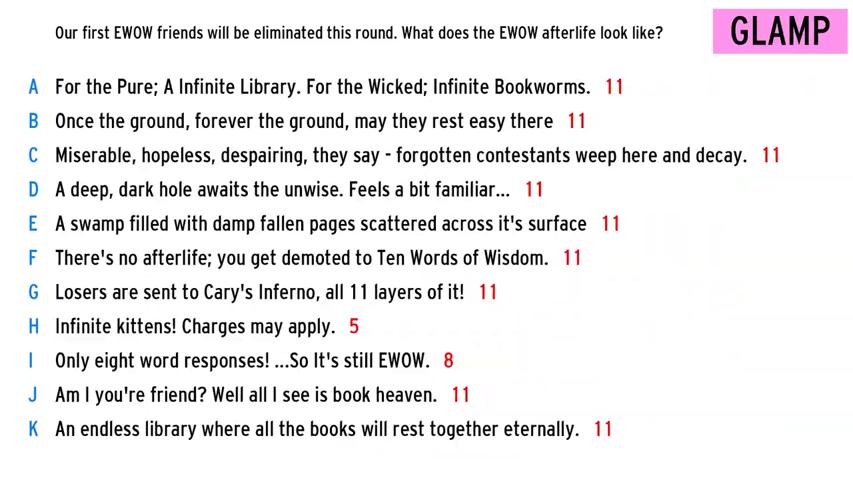 Our first EWOW friends will be eliminated this round. What does the EWOW afterlife look like?
GLAMP
A For the Pure; A Infinite Library. For the Wicked; Infinite Bookworms. 11
B Once the ground, forever the ground, may they rest easy there 11
C Miserable, hopeless, despairing, they say - forgotten contestants weep here and decay. 11
D A deep, dark hole awaits the unwise. Feels a bit familiar... 11
E A swamp filled with damp fallen pages scattered across it's surface 11
F There's no afterlife; you get demoted to Ten Words of Wisdom. 11
G Losers are sent to Cary's Inferno, all 11 layers of it! 11
H Infinite kittens! Charges may apply. 5
I Only eight word responses! ...So It's still EWOW. 8
J Am I you're friend? Well all I see is book heaven. 11
K An endless library where all the books will rest together eternally. 11